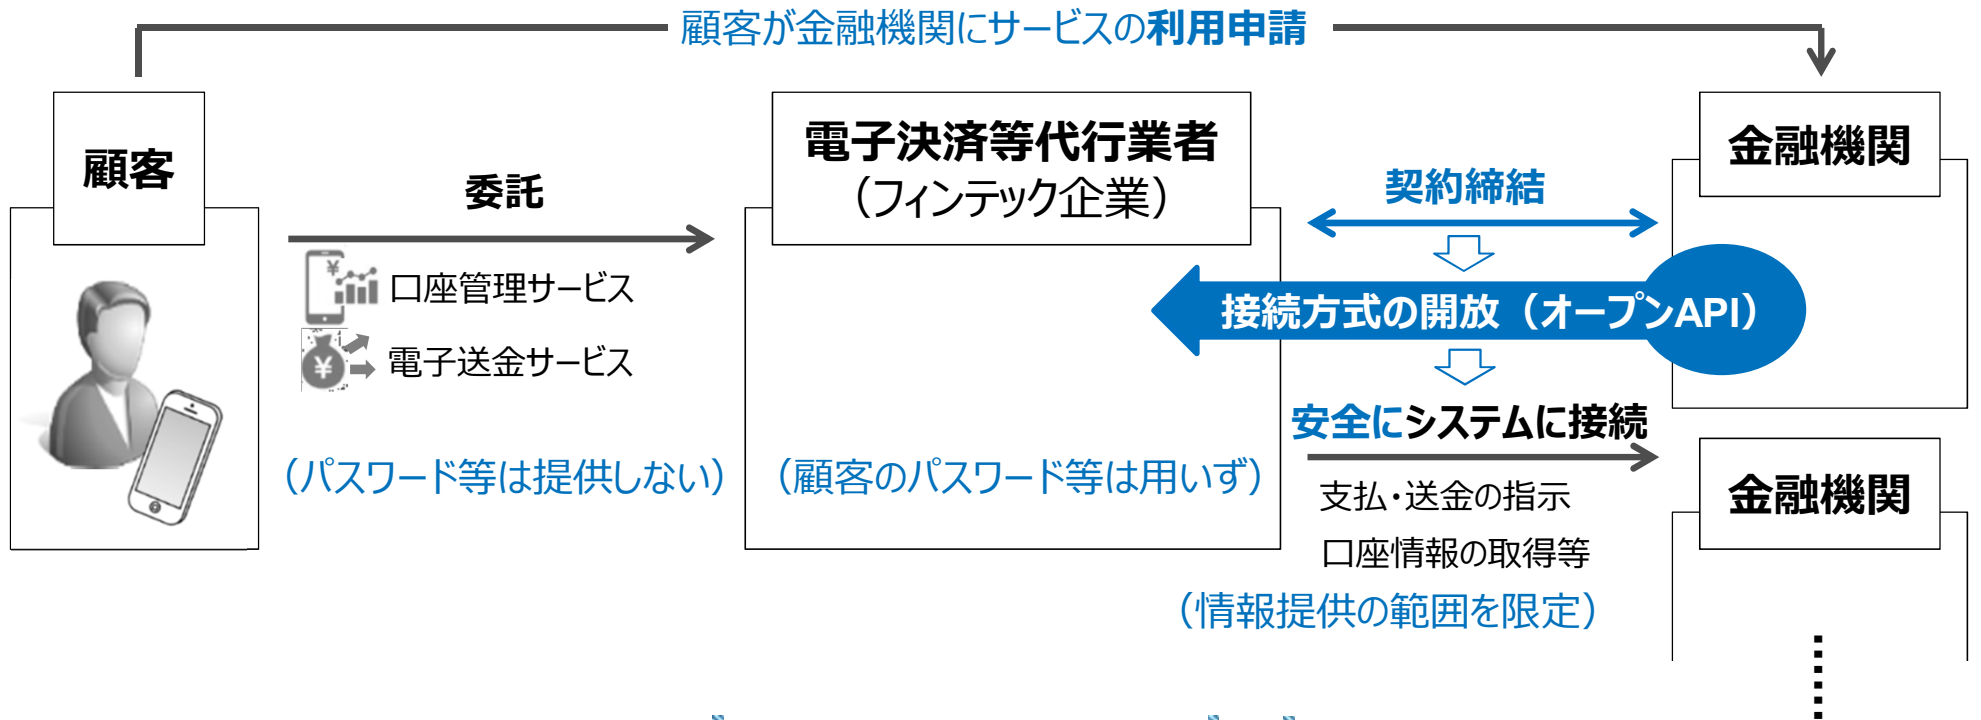 顧客が金融機関にサービスの利用申請
顧客
委託
口座管理サービス
電子送金サービス
(パスワード等は提供しない)
電子決済等代行業者
(フィンテック企業)
(顧客のパスワード等は用いず)
契約締結
接続方式の開放(オープンAPI)
安全にシステムに接続
支払・送金の指示
口座情報の取得等
(情報提供の範囲を限定)
金融機関
金融機関